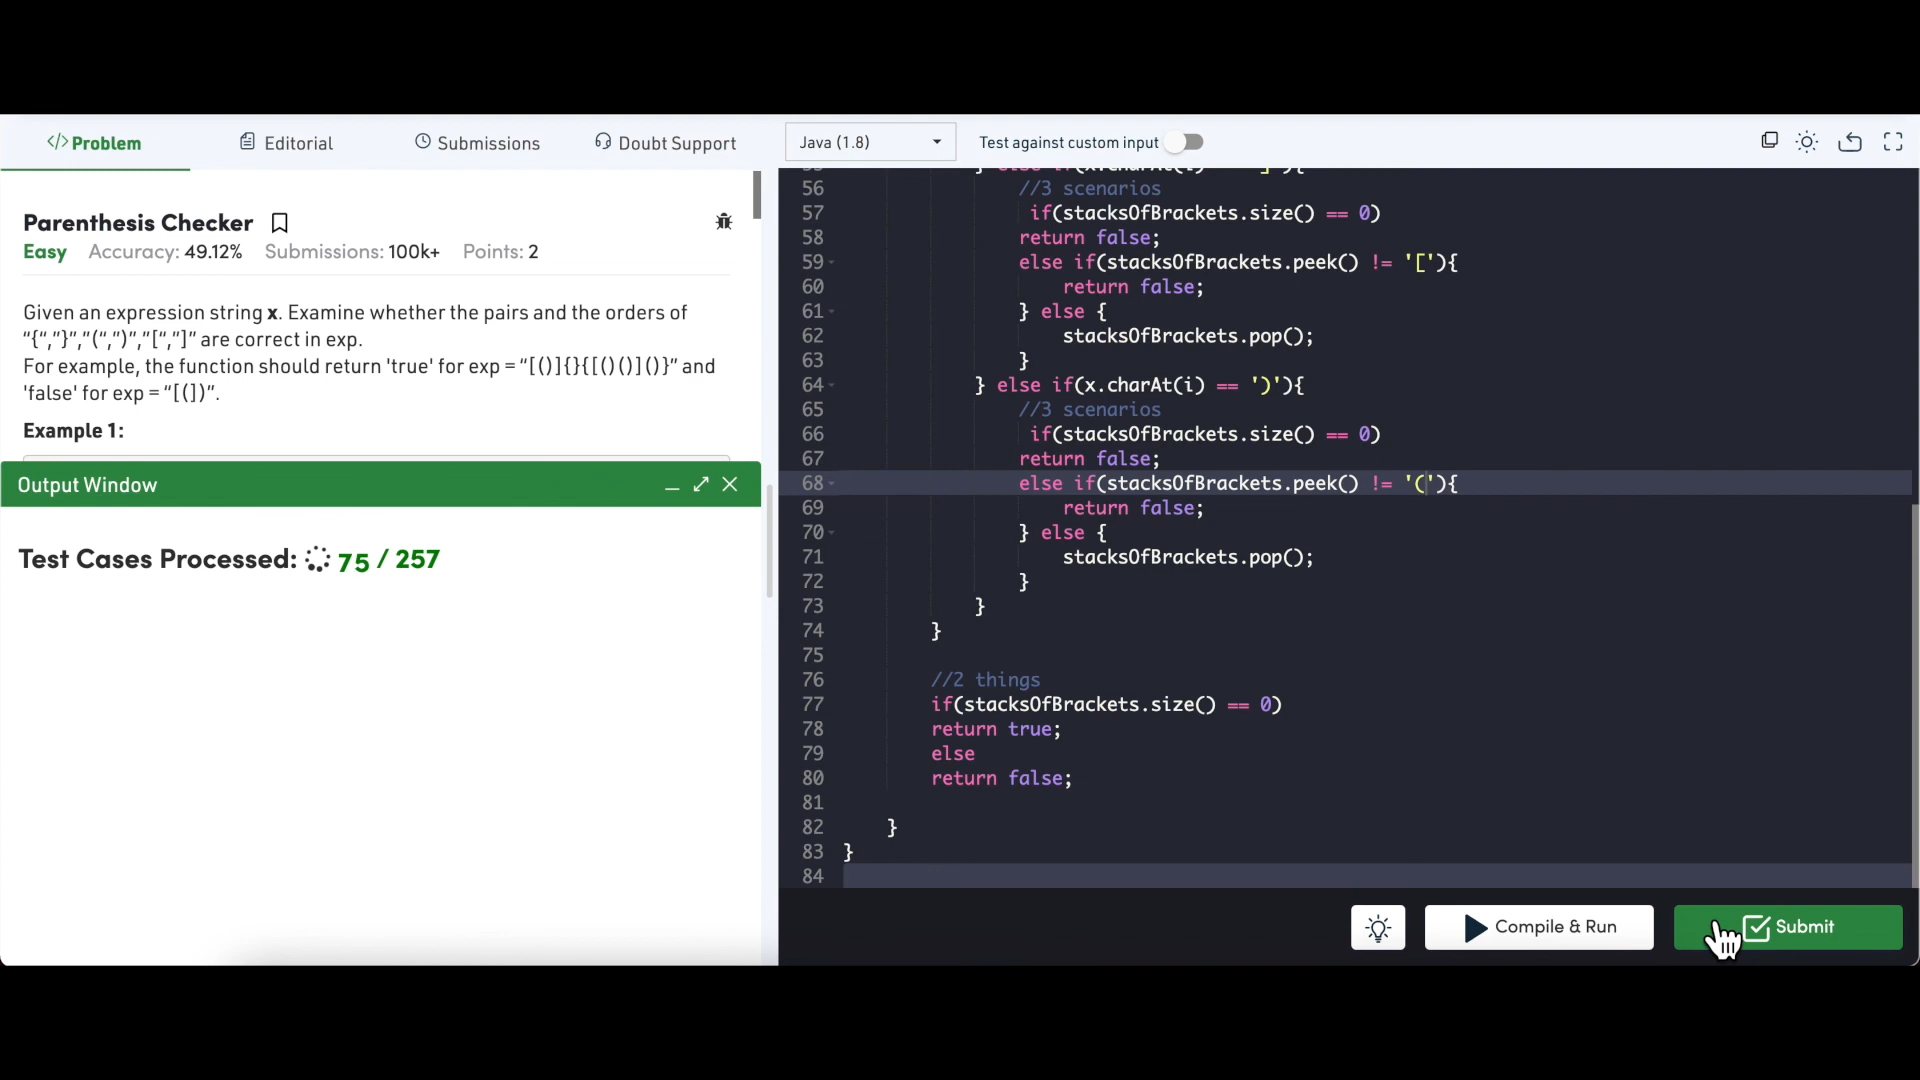 </> Problem
Editorial
Submissions
Doubt Support
Java (1.8)
Test against custom input
Parenthesis Checker
Easy Accuracy: 49.12% Submissions: 100k+ Points: 2
Given an expression string x. Examine whether the pairs and the orders of
“{“,”}”,”(“,”)”,”[“,”]” are correct in exp.
For example, the function should return 'true' for exp = “[()]{}{[()()]()}” and
'false' for exp = “[(])”.
Example 1:
Output Window
Test Cases Processed: 75 / 257
56 //3 scenarios
57 if(stacksOfBrackets.size() == 0)
58 return false;
59 else if(stacksOfBrackets.peek() != '['){
60 return false;
61 } else {
62 stacksOfBrackets.pop();
63 }
64 } else if(x.charAt(i) == ')'){
65 //3 scenarios
66 if(stacksOfBrackets.size() == 0)
67 return false;
68 else if(stacksOfBrackets.peek() != '('){
69 return false;
70 } else {
71 stacksOfBrackets.pop();
72 }
73 }
74 }
75
76 //2 things
77 if(stacksOfBrackets.size() == 0)
78 return true;
79 else
80 return false;
81
82 }
83 }
84
Compile & Run
Submit